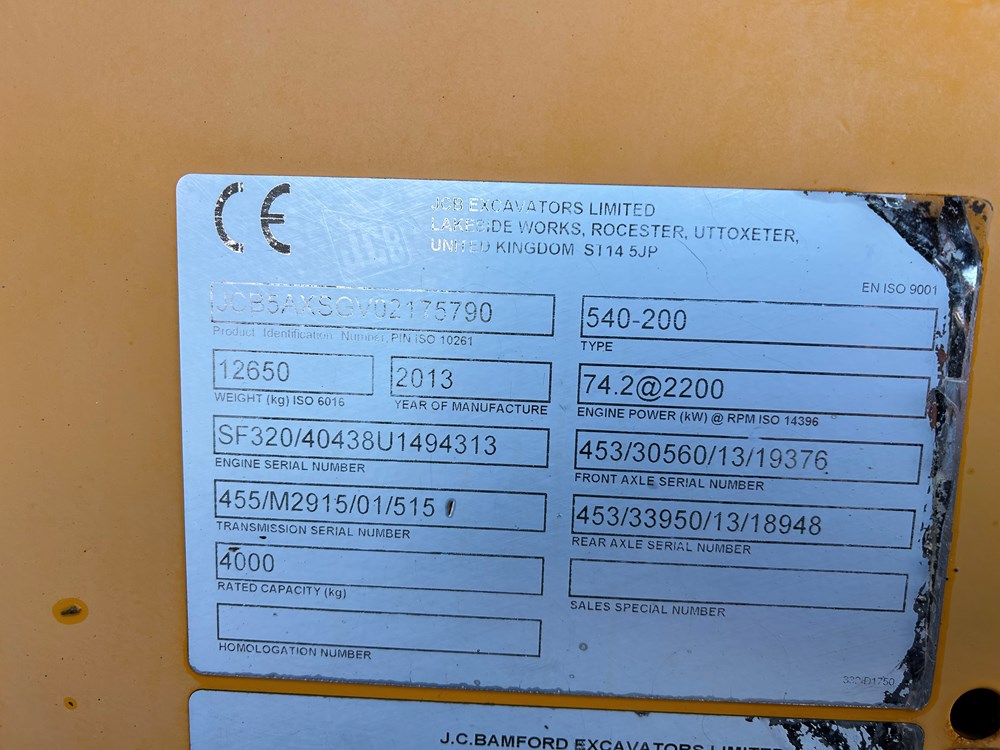 CE
JCB
JCB EXCAVATORS LIMITED
LAKESIDE WORKS, ROCESTER, UTTOXETER,
UNITED KINGDOM ST14 5JP
EN ISO 9001
JCB5AXSGV02175790
Product Identification Number, PIN ISO 10261
540-200
TYPE
12650
WEIGHT (kg) ISO 6016
2013
YEAR OF MANUFACTURE
74.2@2200
ENGINE POWER (kW) @ RPM ISO 14396
SF320/40438U1494313
ENGINE SERIAL NUMBER
453/30560/13/19376
FRONT AXLE SERIAL NUMBER
455/M2915/01/515
TRANSMISSION SERIAL NUMBER
453/33950/13/18948
REAR AXLE SERIAL NUMBER
4000
RATED CAPACITY (kg)
SALES SPECIAL NUMBER
HOMOLOGATION NUMBER
J.C.BAMFORD EXCAVATORS LIMITED